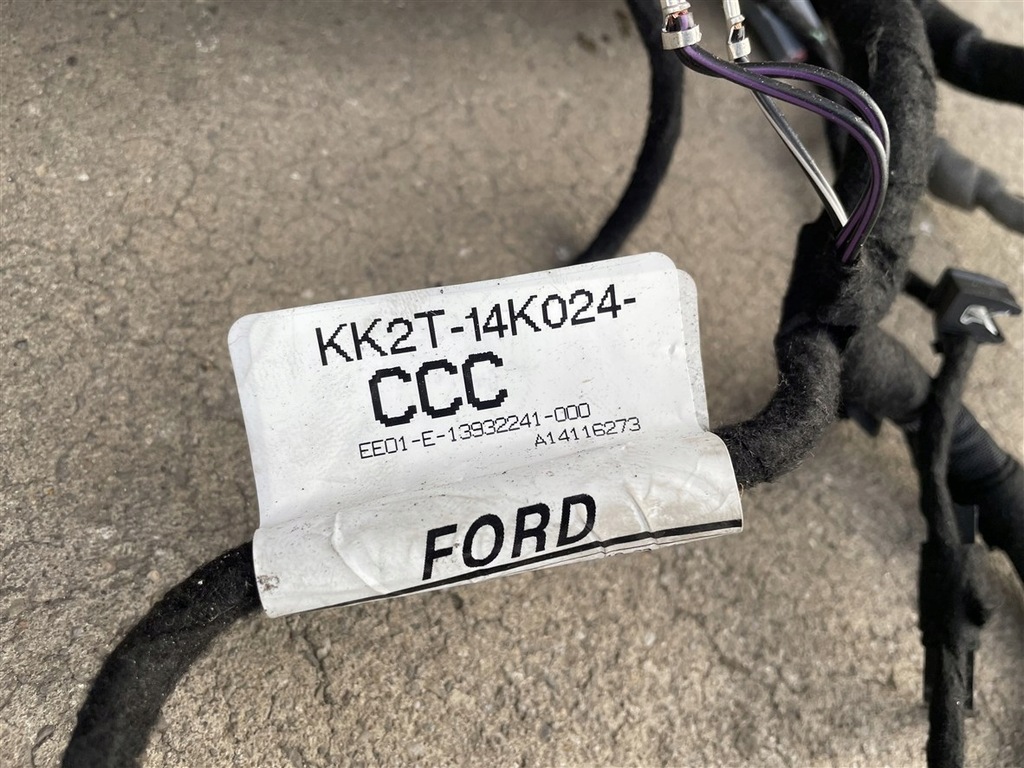 KK2T-14K024-
CCC
EE01-E-13932241-000
A14116273
FORD